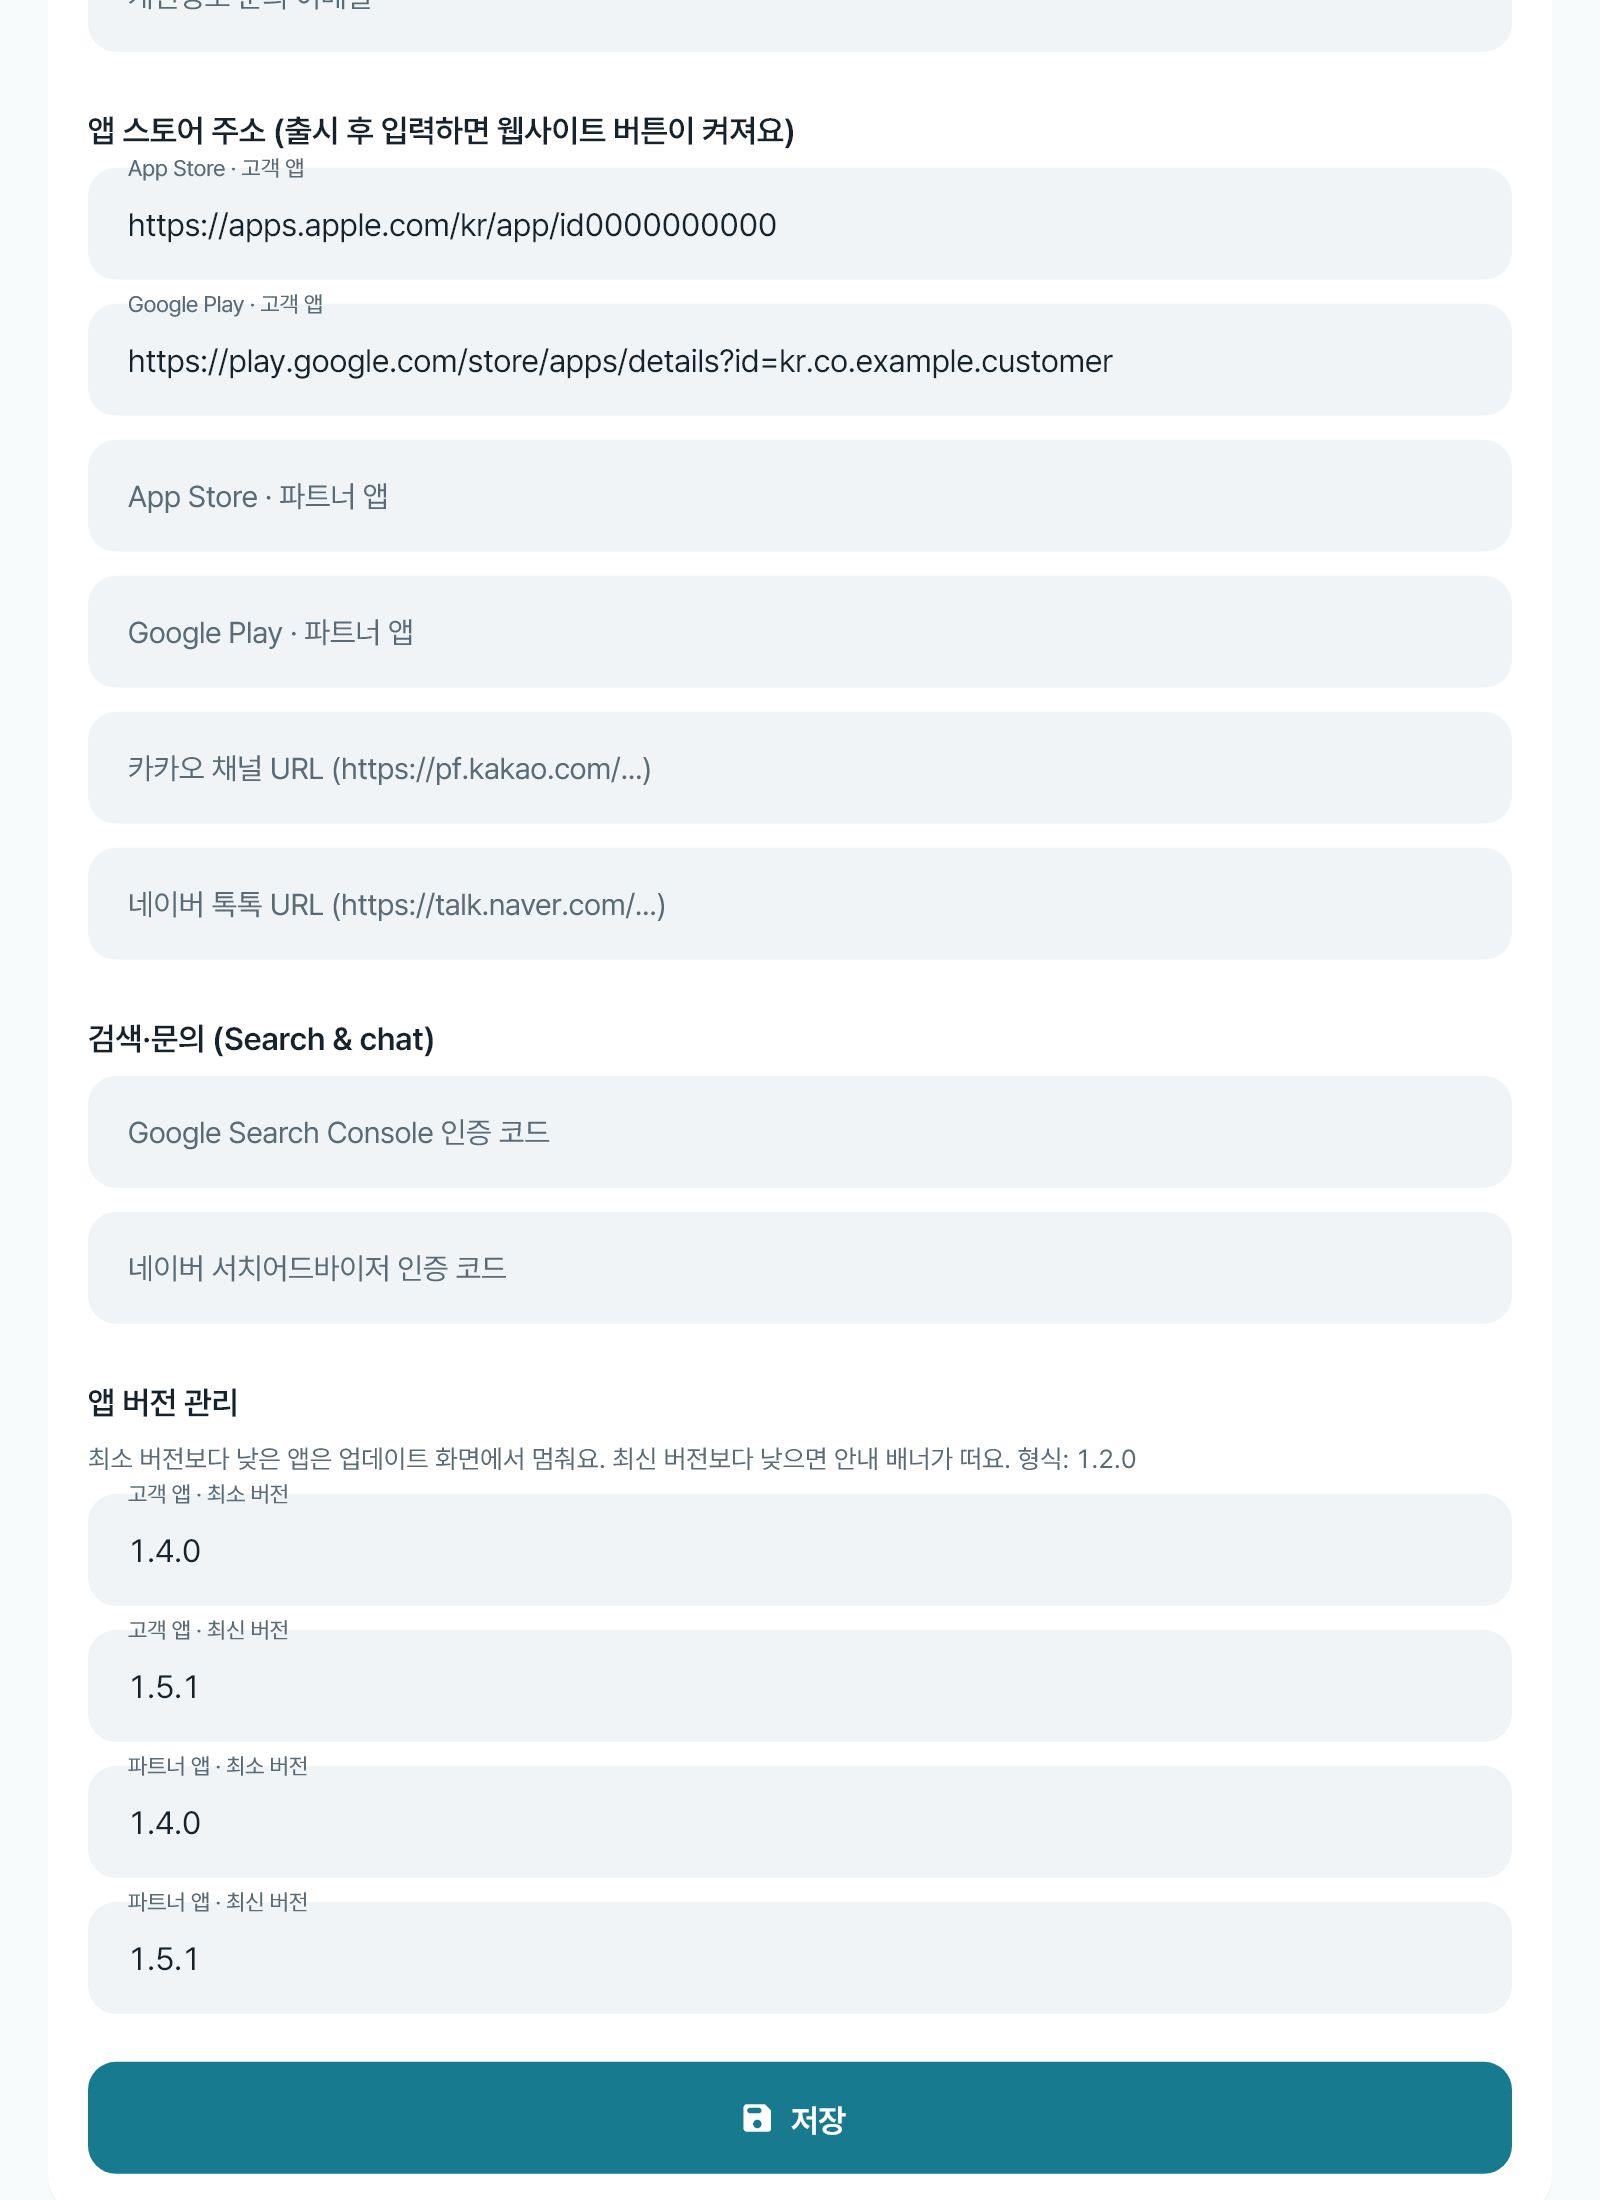 앱 스토어 주소 (출시 후 입력하면 웹사이트 버튼이 켜져요)
App Store · 고객 앱
https://apps.apple.com/kr/app/id0000000000
Google Play · 고객 앱
https://play.google.com/store/apps/details?id=kr.co.example.customer
App Store · 파트너 앱
Google Play · 파트너 앱
카카오 채널 URL (https://pf.kakao.com/...)
네이버 톡톡 URL (https://talk.naver.com/...)
검색·문의 (Search & chat)
Google Search Console 인증 코드
네이버 서치어드바이저 인증 코드
앱 버전 관리
최소 버전보다 낮은 앱은 업데이트 화면에서 멈춰요. 최신 버전보다 낮으면 안내 배너가 떠요. 형식: 1.2.0
고객 앱 · 최소 버전
1.4.0
고객 앱 · 최신 버전
1.5.1
파트너 앱 · 최소 버전
1.4.0
파트너 앱 · 최신 버전
1.5.1
저장